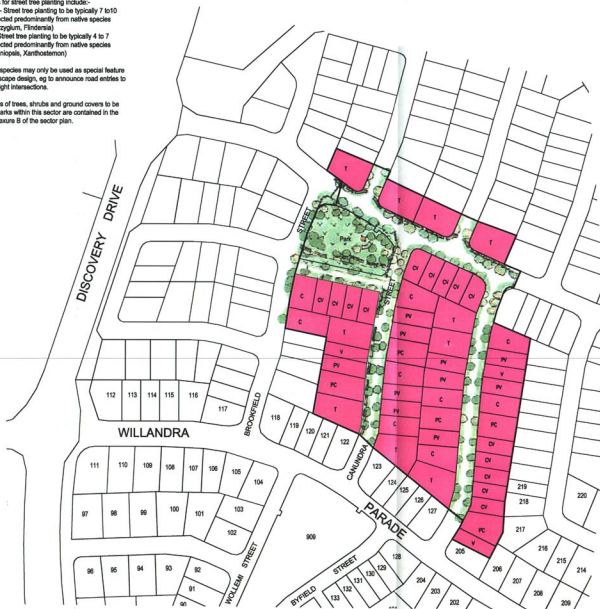 s for street tree planting include:-
- Street tree planting to be typically 7 to10
cted predominantly from native species
zygium, Flindersia)
Street tree planting to be typically 4 to 7
cted predominantly from native species
niopsis, Xanthostemon)
species may only be used as special feature
scape design, eg to announce road entries to
ight intersections.
s of trees, shrubs and ground covers to be
arks within this sector are contained in the
exure B of the sector plan.
DISCOVERY DRIVE
STREET
Park
T
T
T
T
STREET
CV
CV
CV
CV
C
CV
CV
CV
CV
C
T
V
PV
PC
T
C
PV
PV
PC
PC
PV
PV
C
T
T
T
C
PV
PV
C
PV
PC
C
T
C
PV
V
PC
PV
PC
CV
CV
CV
CV
PC
V
112 113 114 115 116 117
BROOKFIELD
WILLANDRA
118 119 120 121 122
CANUNDRA
123 124 125 126 127
PARADE
111 110 109 108 107 106 105 104
97 98 99 100 101 103
102
96 95 94 93 92
91
90
WOLLEMI STREET
909
BYFIELD STREET
128
129
130
131
132
133
204
203
202
205
206
207
208
209
214
215
216
217
218
219
220